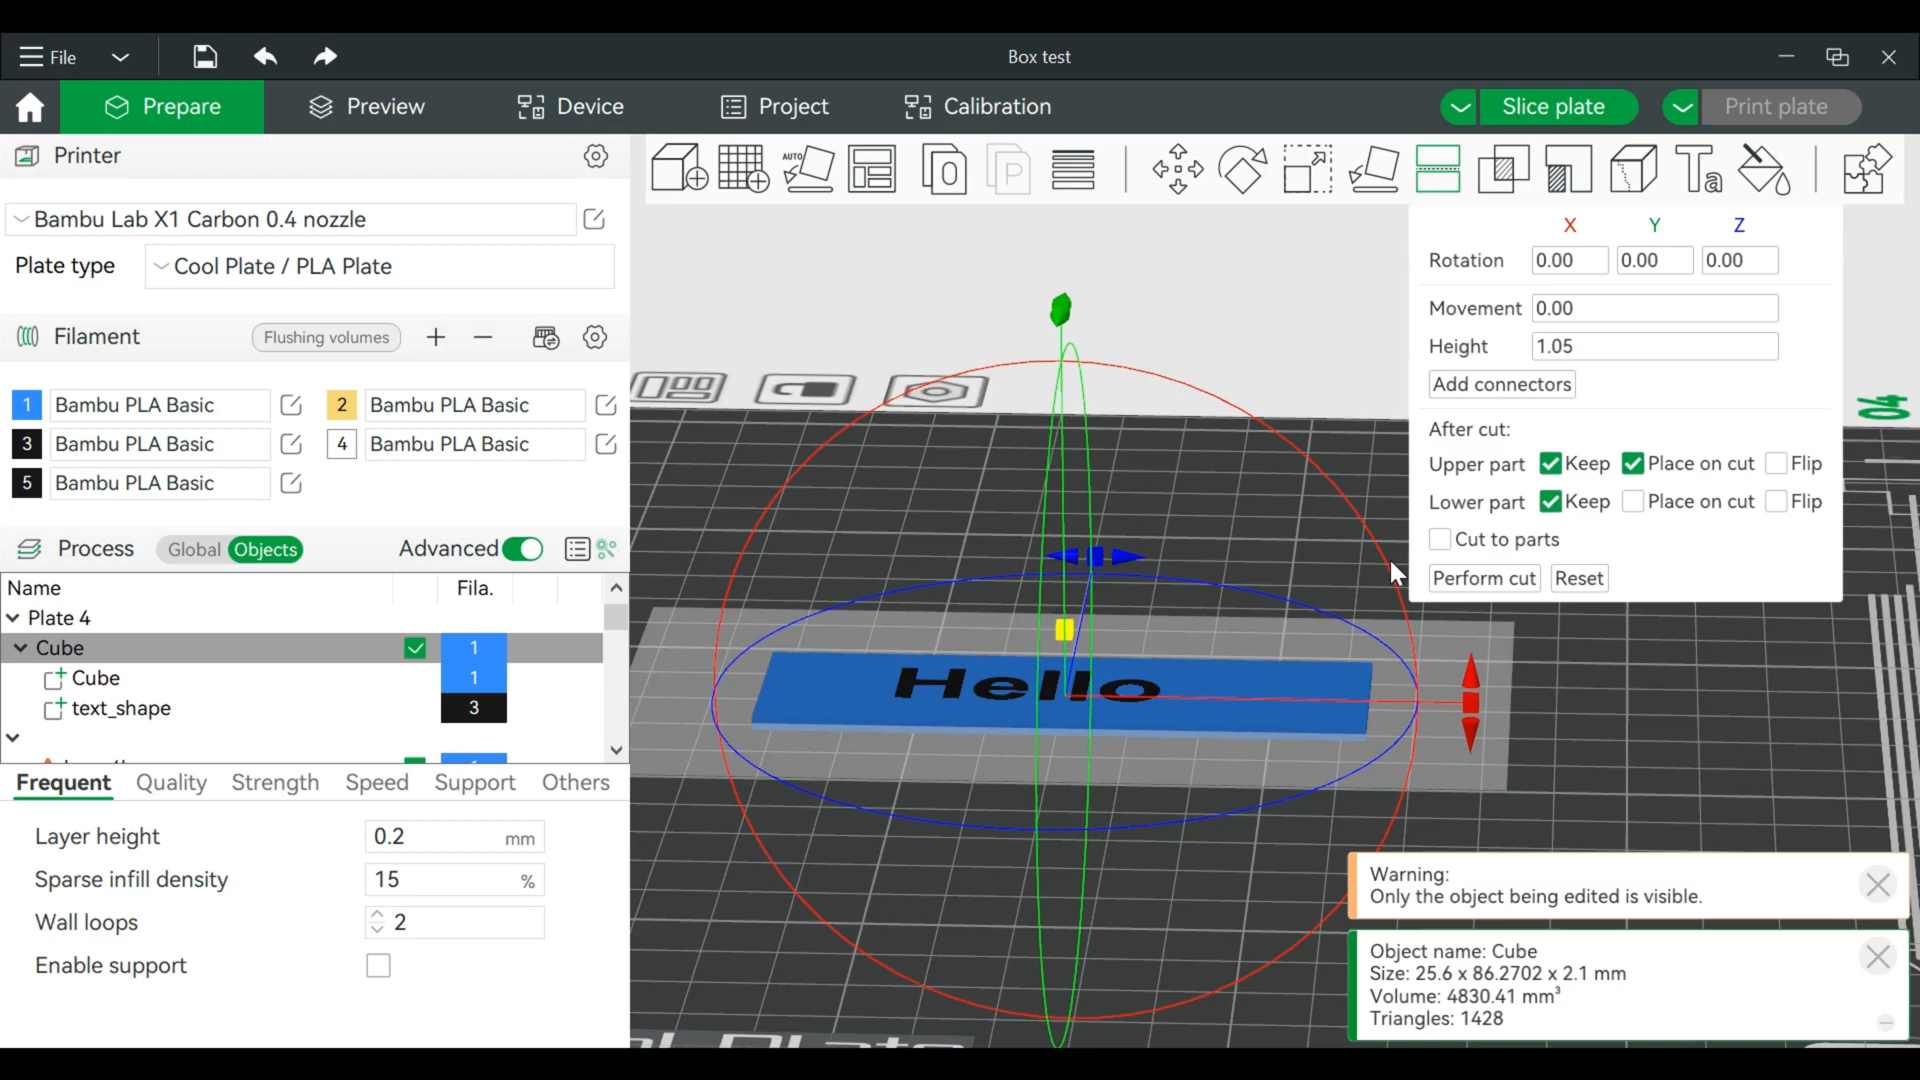 File
Box test
Prepare
Preview
Device
Project
Calibration
Slice plate
Print plate
Printer
Bambu Lab X1 Carbon 0.4 nozzle
Plate type
Cool Plate / PLA Plate
Filament
Flushing volumes
1 Bambu PLA Basic
2 Bambu PLA Basic
3 Bambu PLA Basic
4 Bambu PLA Basic
5 Bambu PLA Basic
Process
Global
Objects
Advanced
Name
Fila.
Plate 4
Cube 1
Cube 1
text_shape 3
Frequent
Quality
Strength
Speed
Support
Others
Layer height 0.2 mm
Sparse infill density 15 %
Wall loops 2
Enable support
AUTO
O
P
Ta
X Y Z
Rotation 0.00 0.00 0.00
Movement 0.00
Height 1.05
Add connectors
After cut:
Upper part Keep Place on cut Flip
Lower part Keep Place on cut Flip
Cut to parts
Perform cut Reset
04
Hello
Warning:
Only the object being edited is visible.
Object name: Cube
Size: 25.6 x 86.2702 x 2.1 mm
Volume: 4830.41 mm³
Triangles: 1428